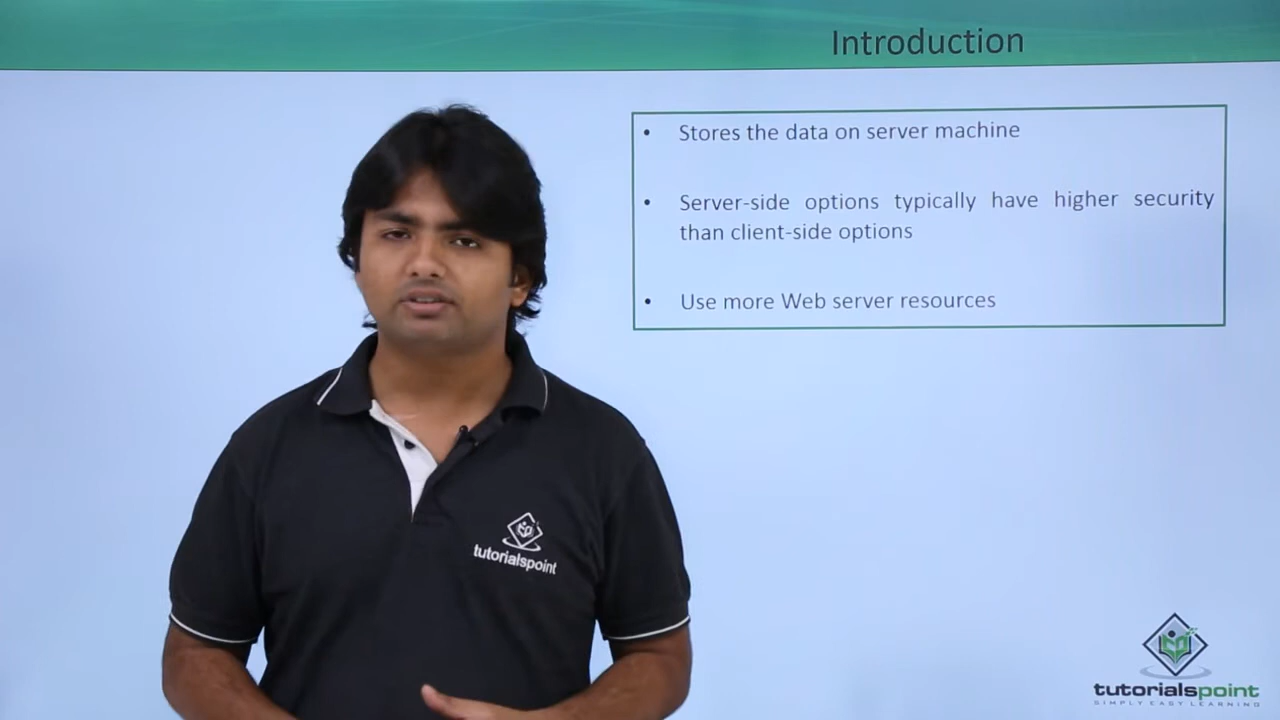 Introduction
• Stores the data on server machine
• Server-side options typically have higher security
than client-side options
• Use more Web server resources
tutorialspoint
tutorialspoint
SIMPLY EASY LEARNING